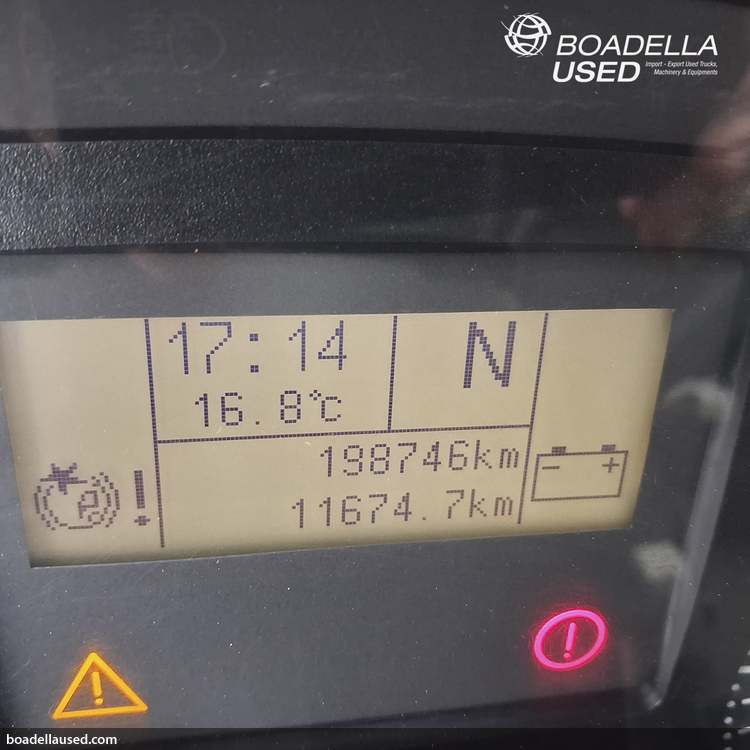 BOADELLA
USED
Import - Export Used Trucks,
Machinery & Equipments
17:14
N
16.8°C
198746km
11674.7km
P
!
- +
!
!
boadellaused.com